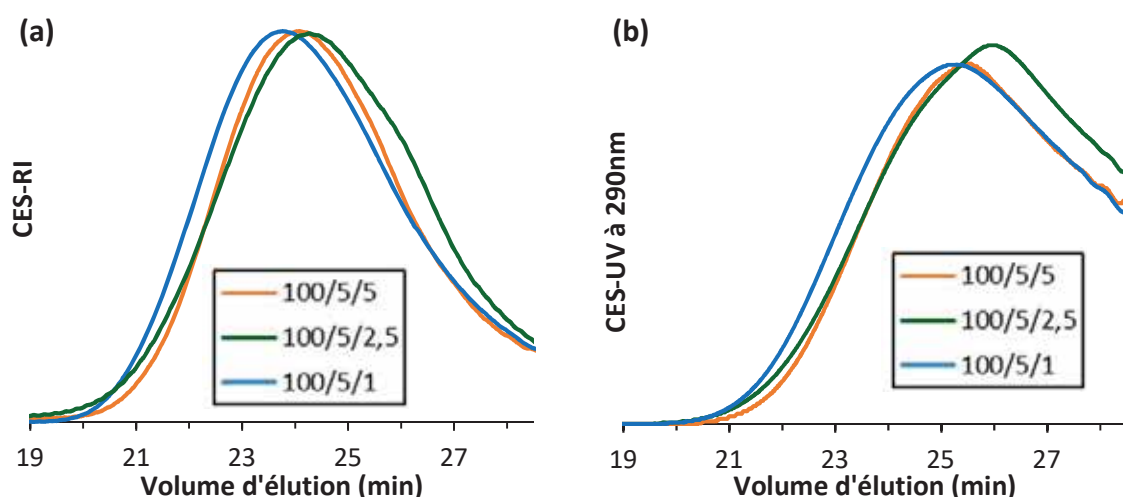 (a)
CES-RI
100/5/5
100/5/2,5
100/5/1
19 21 23 25 27
Volume d'élution (min)
(b)
CES-UV à 290nm
100/5/5
100/5/2,5
100/5/1
19 21 23 25 27
Volume d'élution (min)